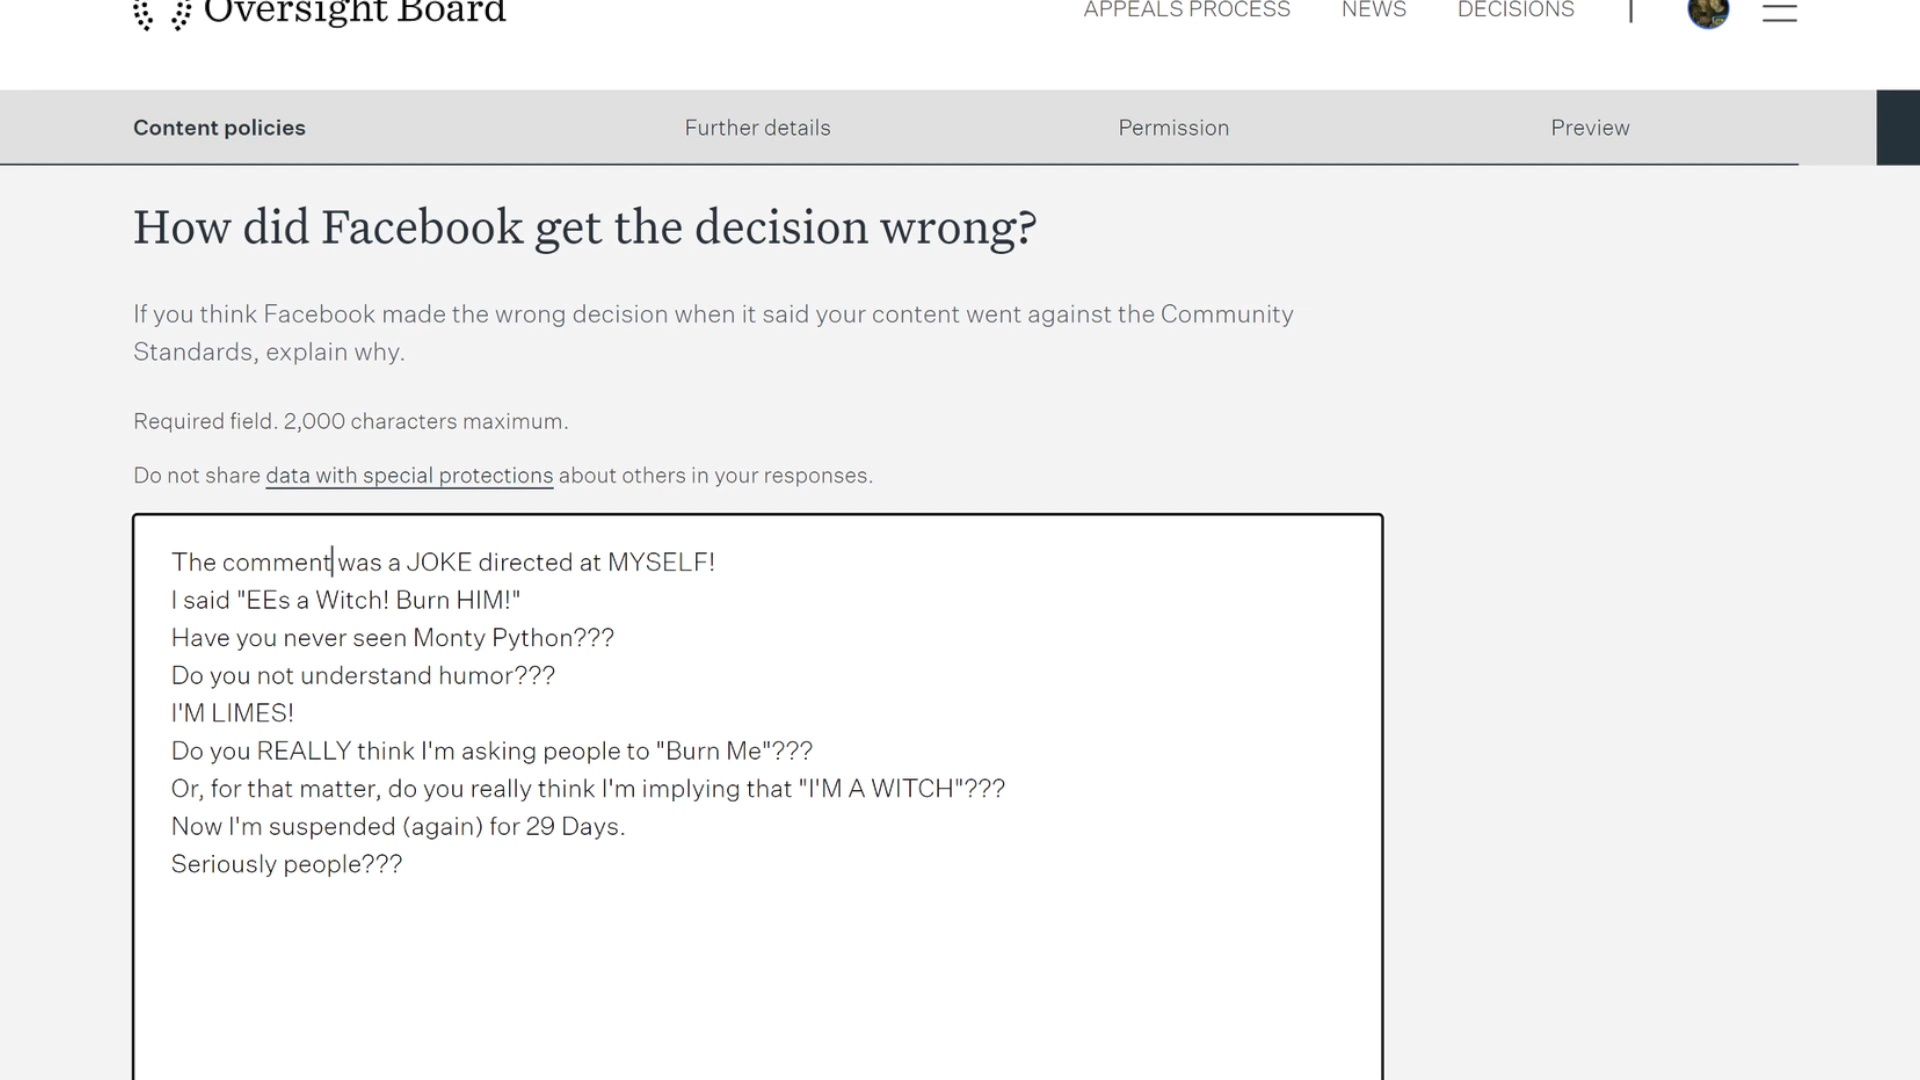 Oversight Board
APPEALS PROCESS
NEWS
DECISIONS
Content policies
Further details
Permission
Preview
How did Facebook get the decision wrong?
If you think Facebook made the wrong decision when it said your content went against the Community
Standards, explain why.
Required field. 2,000 characters maximum.
Do not share data with special protections about others in your responses.
The comment was a JOKE directed at MYSELF!
I said "EEs a Witch! Burn HIM!"
Have you never seen Monty Python???
Do you not understand humor???
I'M LIMES!
Do you REALLY think I'm asking people to "Burn Me"???
Or, for that matter, do you really think I'm implying that "I'M A WITCH"???
Now I'm suspended (again) for 29 Days.
Seriously people???